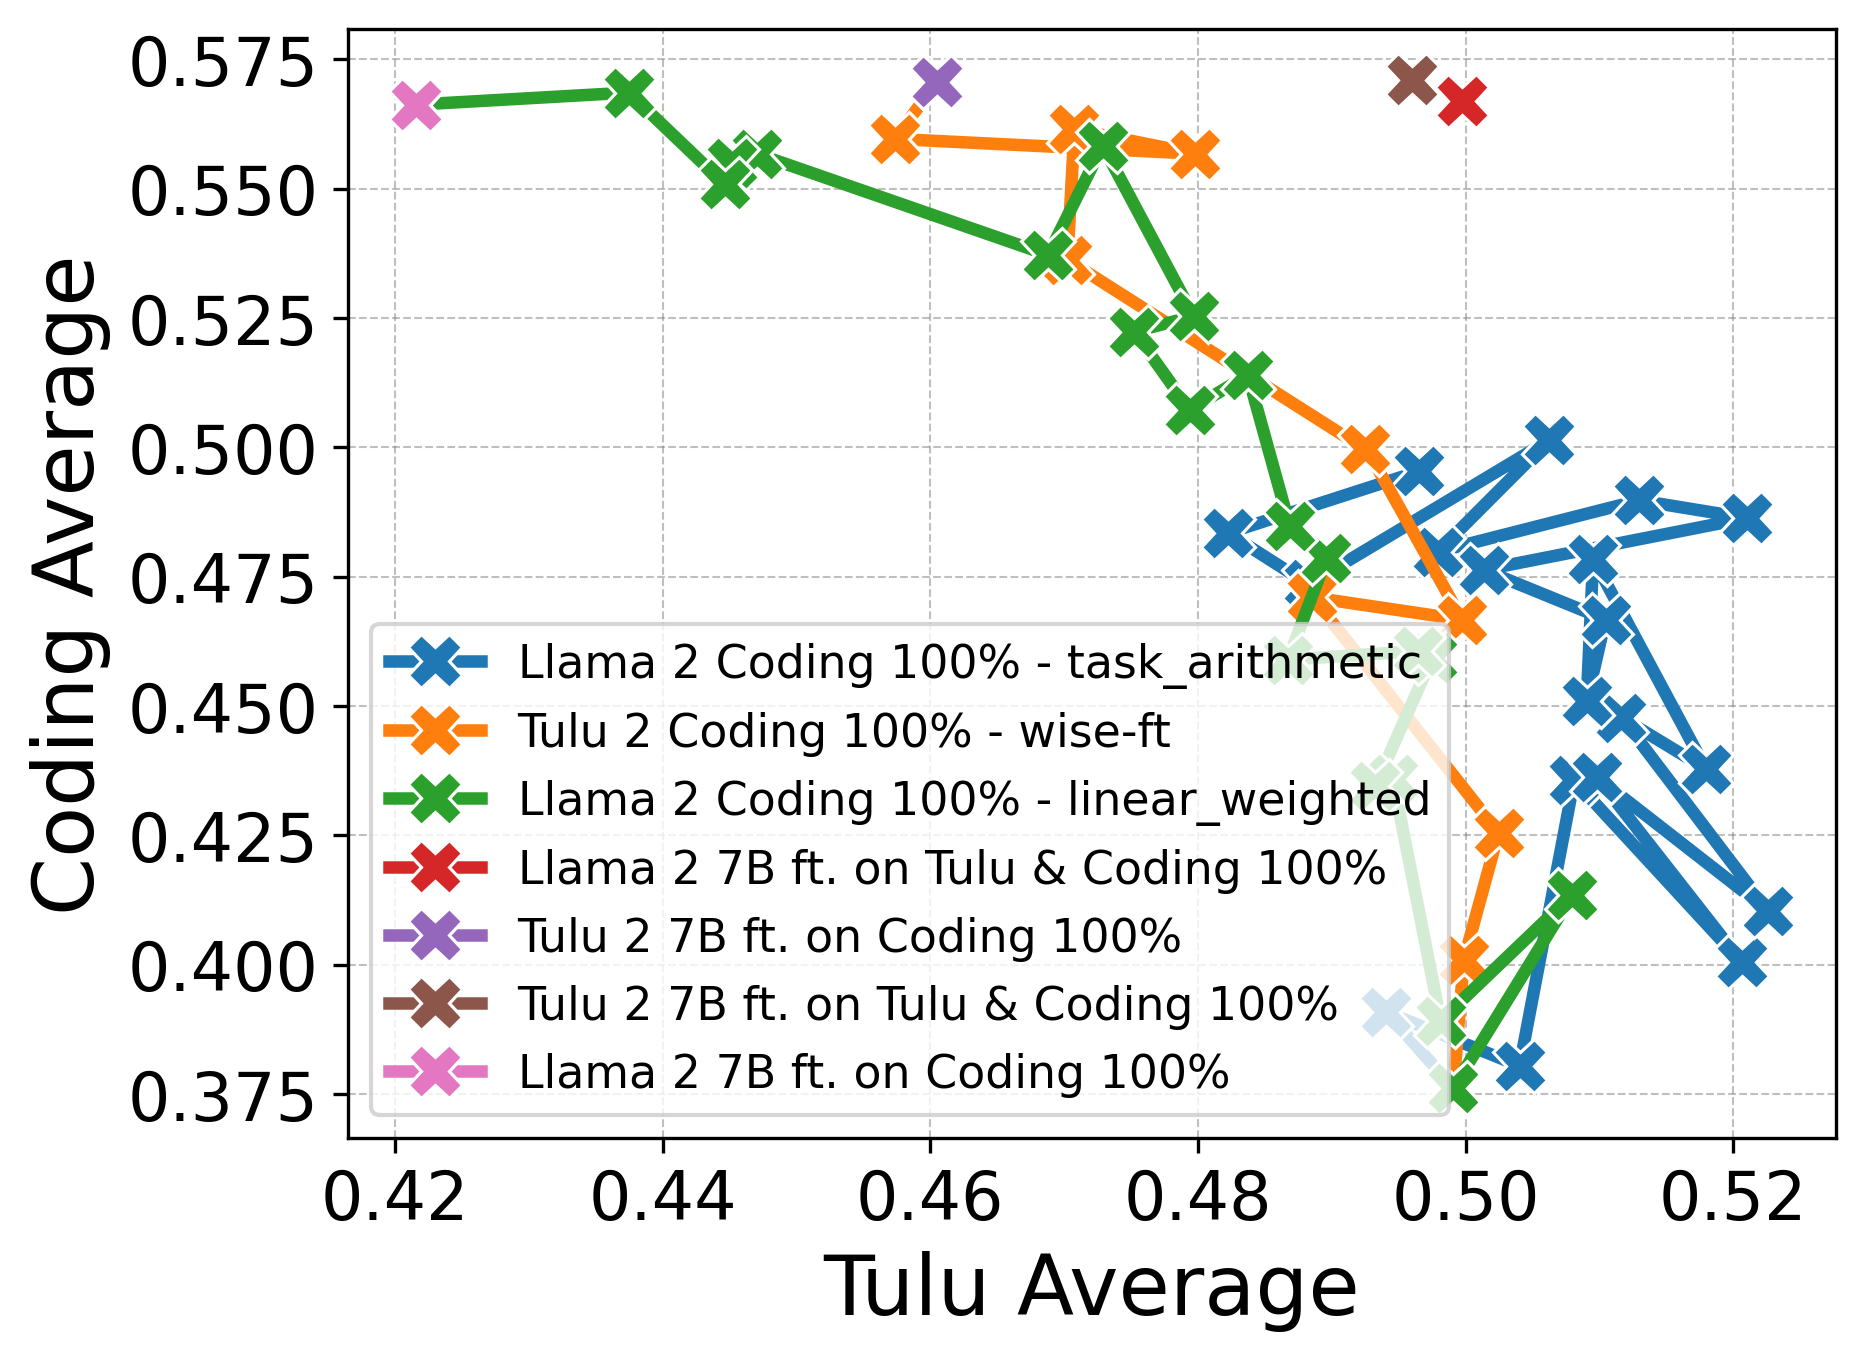 0.575
0.550
0.525
0.500
0.475
0.450
0.425
0.400
0.375
Coding Average
Llama 2 Coding 100% - task_arithmetic
Tulu 2 Coding 100% - wise-ft
Llama 2 Coding 100% - linear_weighted
Llama 2 7B ft. on Tulu & Coding 100%
Tulu 2 7B ft. on Coding 100%
Tulu 2 7B ft. on Tulu & Coding 100%
Llama 2 7B ft. on Coding 100%
0.42 0.44 0.46 0.48 0.50 0.52
Tulu Average